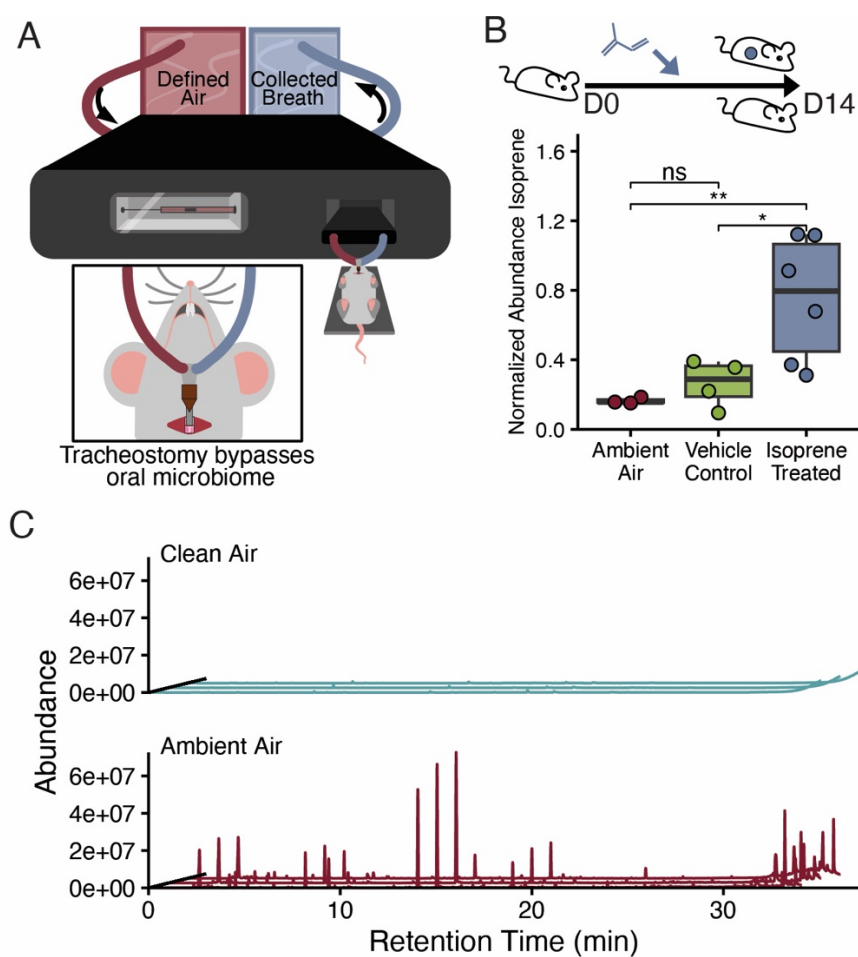 A
Defined
Air
Collected
Breath
Tracheostomy bypasses
oral microbiome
B
D0
D14
Normalized Abundance Isoprene
1.6
1.2
0.8
0.4
0.0
ns
**
*
Ambient
Air
Vehicle
Control
Isoprene
Treated
C
Abundance
Clean Air
6e+07
4e+07
2e+07
0e+00
Ambient Air
6e+07
4e+07
2e+07
0e+00
0
10
20
30
Retention Time (min)